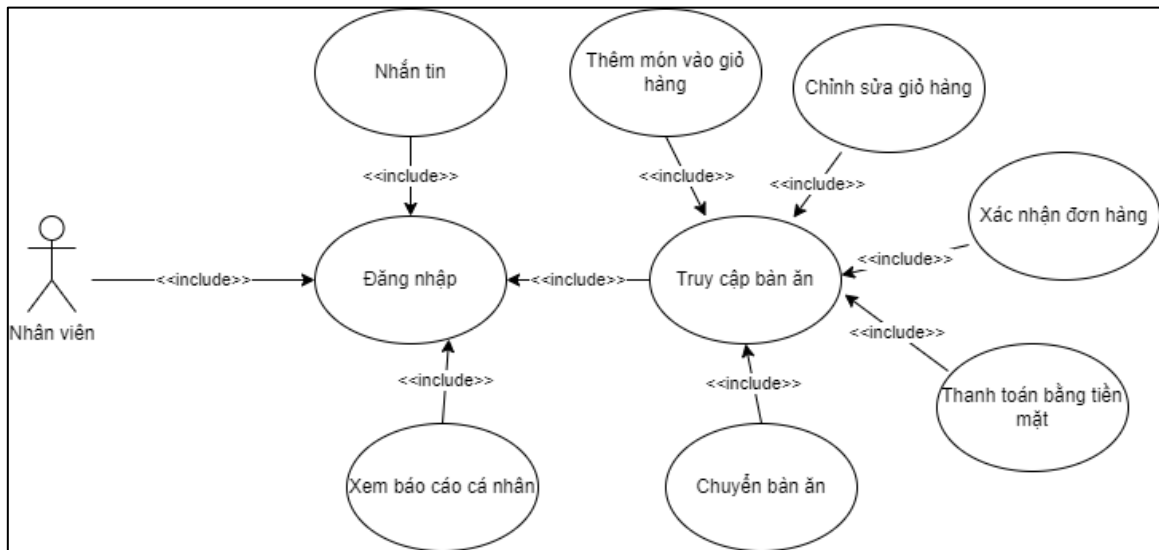 Nhắn tin
Thêm món vào giỏ
hàng
Chỉnh sửa giỏ hàng
<<include>>
<<include>>
<<include>>
Xác nhận đơn hàng
<<include>>
Nhân viên
<<include>>
Đăng nhập
<<include>>
Truy cập bàn ăn
<<include>>
<<include>>
<<include>>
Thanh toán bằng tiền
mặt
Xem báo cáo cá nhân
Chuyển bàn ăn